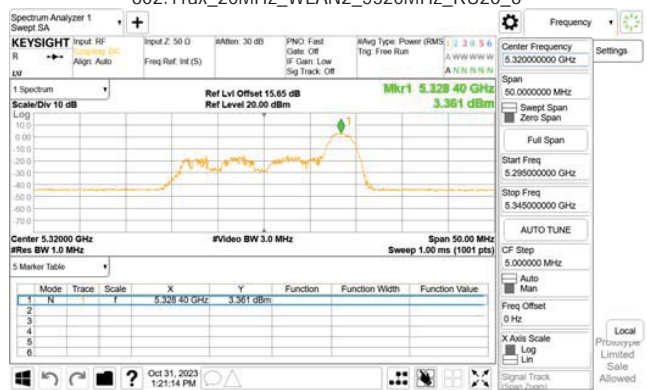 Spectrum Analyzer 1
Swept SA
KEYSIGHT
Input: RF
Coupling: DC
Align: Auto
Input Z: 50 Ω
Freq Ref: Int (S)
#Atten: 30 dB
PNO: Fast
Gate: Off
IF Gain: Low
Sig Track: Off
#Avg Type: Power (RMS
Trig: Free Run
1 2 3 4 5 6
A W W W W W
A N N N N N
R
LXI
1 Spectrum
Scale/Div 10 dB
Ref Lvl Offset 15.65 dB
Ref Level 20.00 dBm
Mkr1 5.328 40 GHz
3.361 dBm
Log
10.0
0.00
-10.0
-20.0
-30.0
-40.0
-50.0
-60.0
-70.0
1
Center 5.32000 GHz
#Res BW 1.0 MHz
#Video BW 3.0 MHz
Span 50.00 MHz
Sweep 1.00 ms (1001 pts)
5 Marker Table
Mode Trace Scale X Y Function Function Width Function Value
1 N 1 f 5.328 40 GHz 3.361 dBm
2
3
4
5
6
Oct 31, 2023
1:21:14 PM
Frequency
Settings
Center Frequency
5.320000000 GHz
Span
50.0000000 MHz
Swept Span
Zero Span
Full Span
Start Freq
5.295000000 GHz
Stop Freq
5.345000000 GHz
AUTO TUNE
CF Step
5.000000 MHz
Auto
Man
Freq Offset
0 Hz
X Axis Scale
Log
Lin
Signal Track
(Span Zoom)
Local
Prototype
Limited
Sale
Allowed